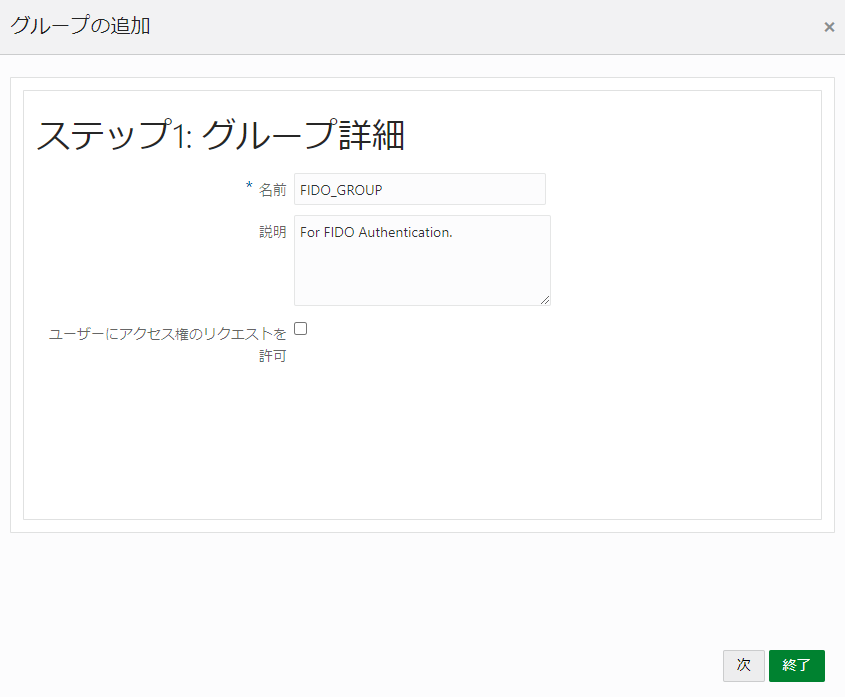 グループの追加
×
ステップ1: グループ詳細
* 名前
FIDO_GROUP
説明
For FIDO Authentication.
ユーザーにアクセス権のリクエストを
許可
次
終了